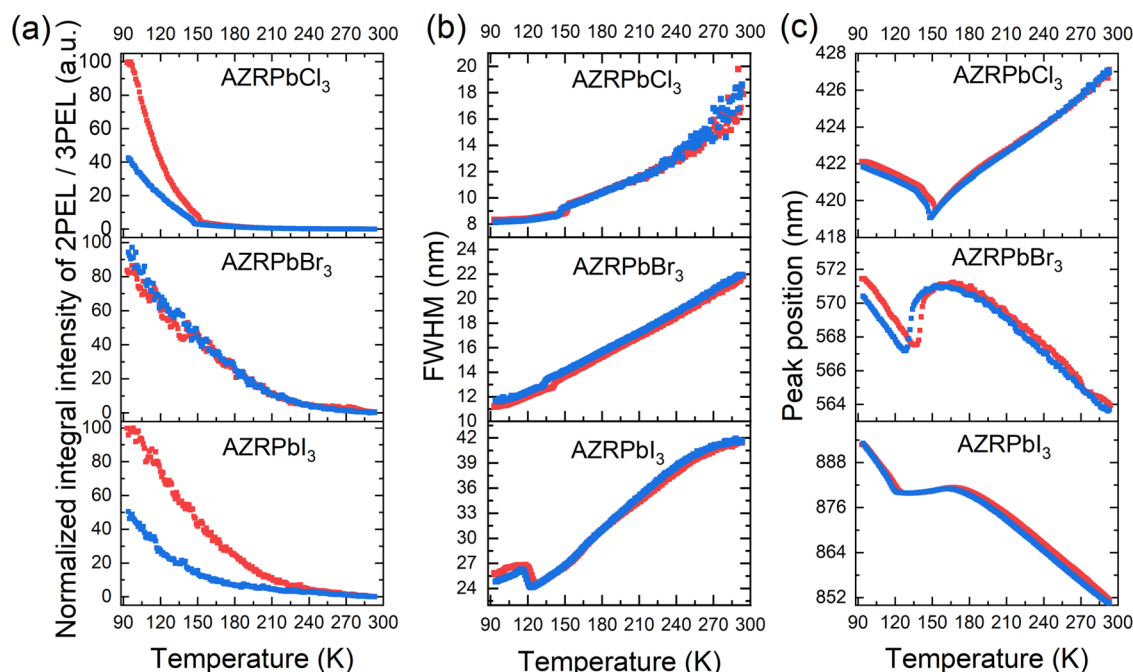 (a)
90 120 150 180 210 240 270 300
Normalized integral intensity of 2PEL / 3PEL (a.u.)
AZRPbCl₃
100
80
60
40
20
0
AZRPbBr₃
100
80
60
40
20
0
AZRPbI₃
100
80
60
40
20
0
90 120 150 180 210 240 270 300
Temperature (K)
(b)
90 120 150 180 210 240 270 300
FWHM (nm)
AZRPbCl₃
20
18
16
14
12
10
8
AZRPbBr₃
24
22
20
18
16
14
12
10
AZRPbI₃
42
39
36
33
30
27
24
90 120 150 180 210 240 270 300
Temperature (K)
(c)
90 120 150 180 210 240 270 300
Peak position (nm)
AZRPbCl₃
428
426
424
422
420
418
AZRPbBr₃
572
570
568
566
564
AZRPbI₃
888
876
864
852
90 120 150 180 210 240 270 300
Temperature (K)